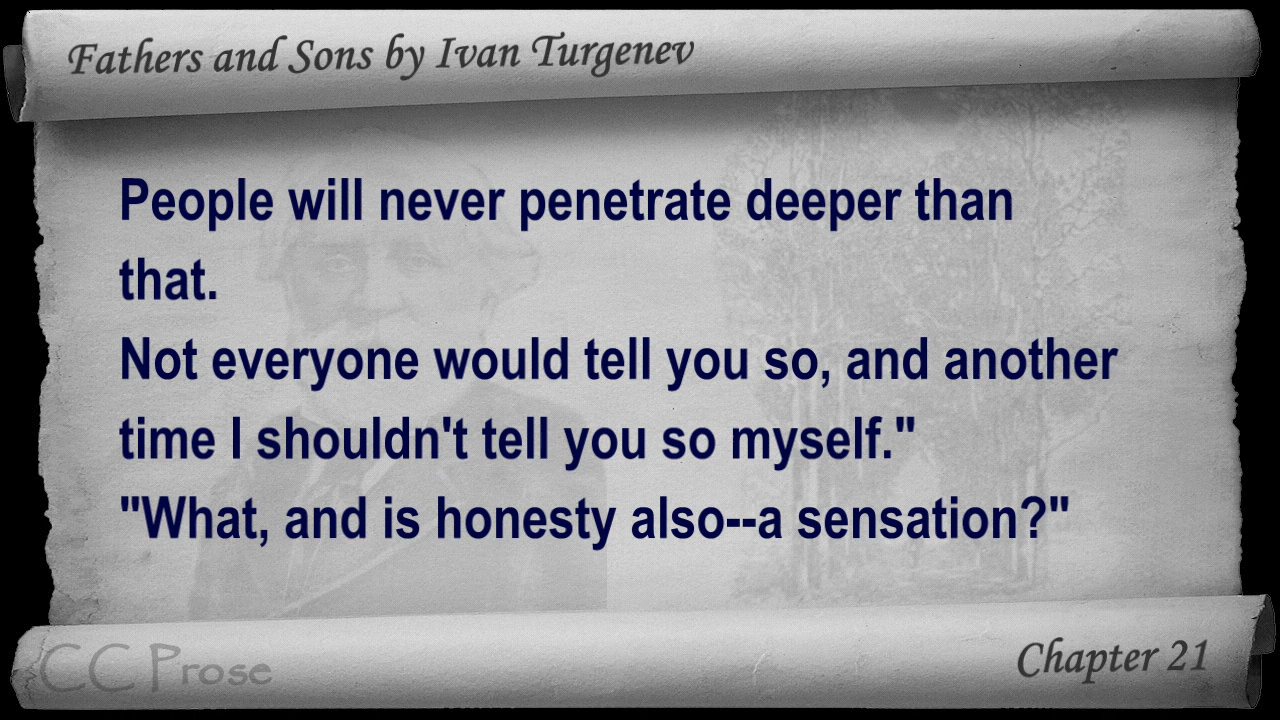 Fathers and Sons by Ivan Turgenev
People will never penetrate deeper than
that.
Not everyone would tell you so, and another
time I shouldn't tell you so myself."
"What, and is honesty also--a sensation?"
CC Prose
Chapter 21